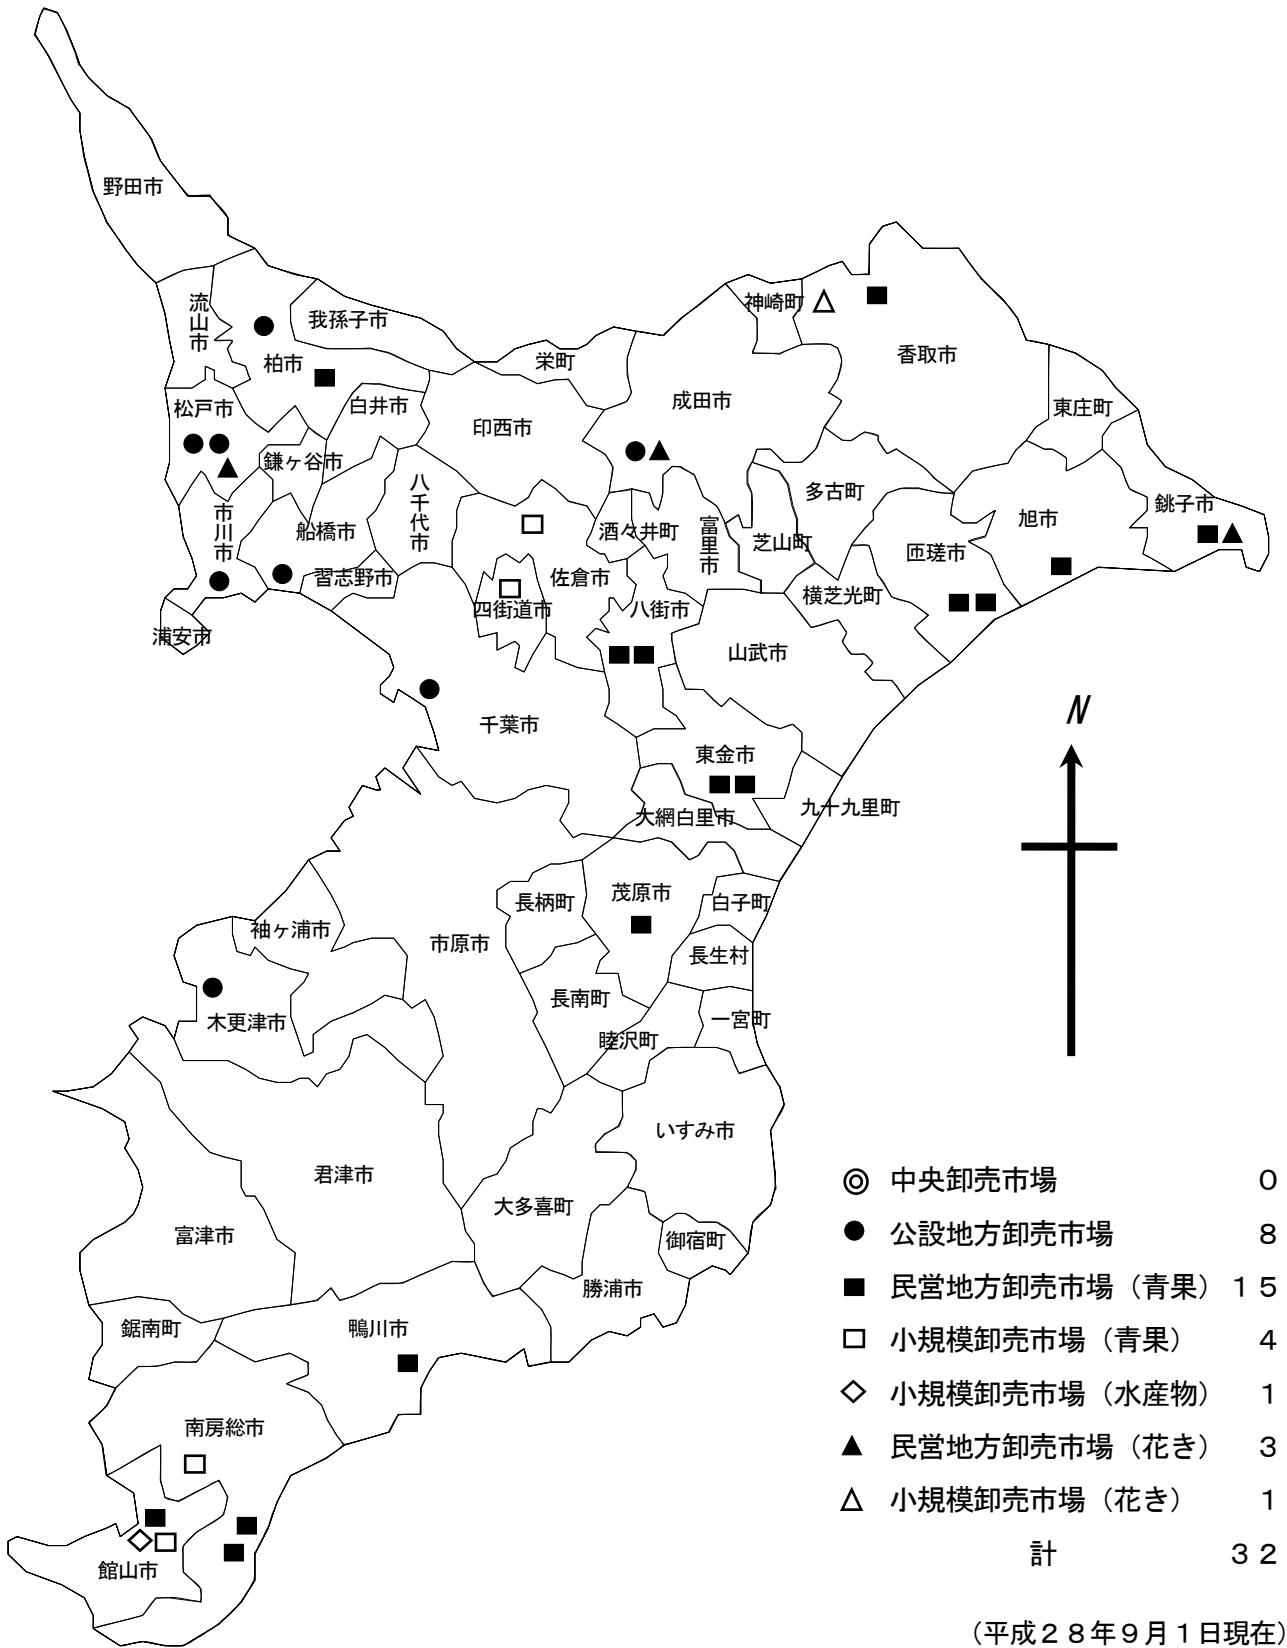 野田市
流山市
柏市
我孫子市
松戸市
鎌ヶ谷市
白井市
印西市
栄町
成田市
神崎町
香取市
東庄町
銚子市
旭市
多古町
匝瑳市
横芝光町
芝山町
富里市
酒々井町
八千代市
船橋市
市川市
習志野市
浦安市
佐倉市
四街道市
八街市
山武市
千葉市
東金市
大網白里市
九十九里町
茂原市
白子町
長柄町
長生村
長南町
一宮町
睦沢町
市原市
袖ヶ浦市
木更津市
いすみ市
君津市
大多喜町
富津市
御宿町
勝浦市
鋸南町
鴨川市
南房総市
館山市
N
◎ 中央卸売市場 0
● 公設地方卸売市場 8
■ 民営地方卸売市場（青果） 15
□ 小規模卸売市場（青果） 4
◇ 小規模卸売市場（水産物） 1
▲ 民営地方卸売市場（花き） 3
△ 小規模卸売市場（花き） 1
計 32
（平成２８年９月１日現在）